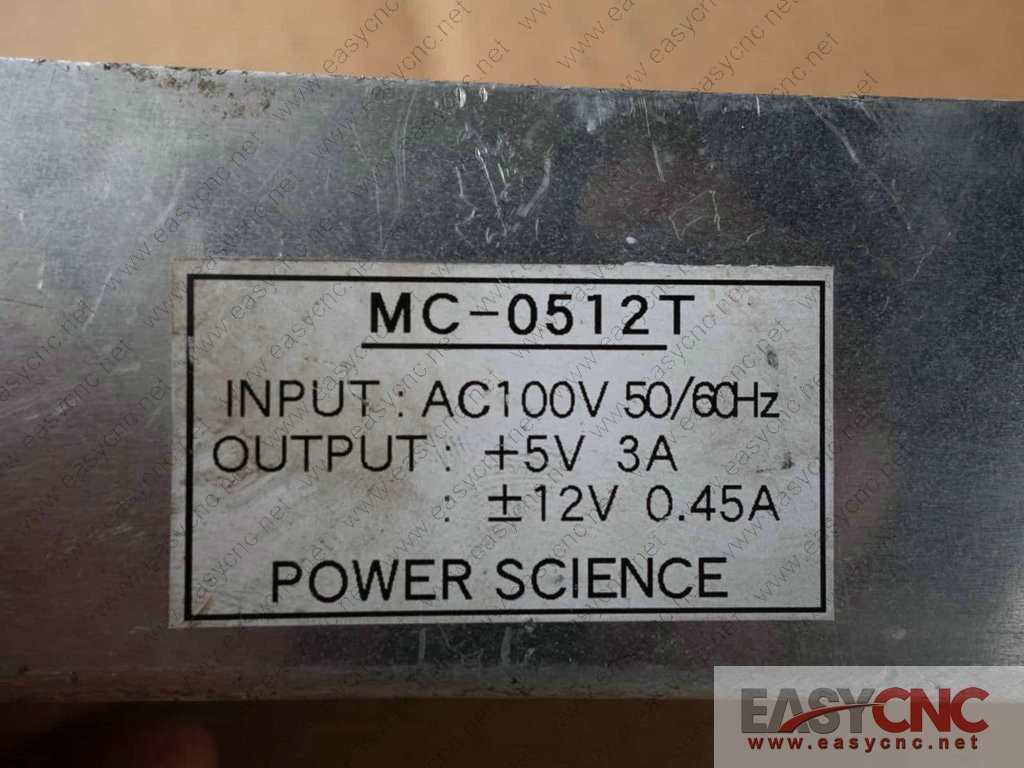 MC-0512T
INPUT : AC100V 50/60Hz
OUTPUT : +5V 3A
: ±12V 0.45A
POWER SCIENCE
EASYCNC
www.easycnc.net